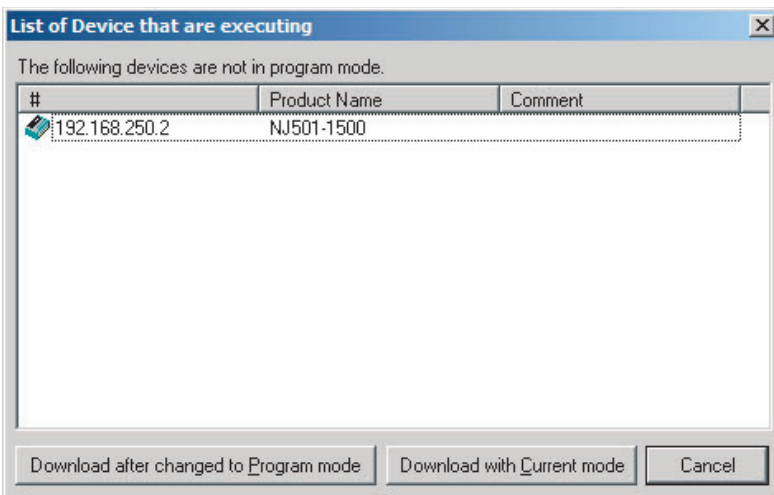 List of Device that are executing
The following devices are not in program mode.
# Product Name Comment
192.168.250.2 NJ501-1500
Download after changed to Program mode Download with Current mode Cancel